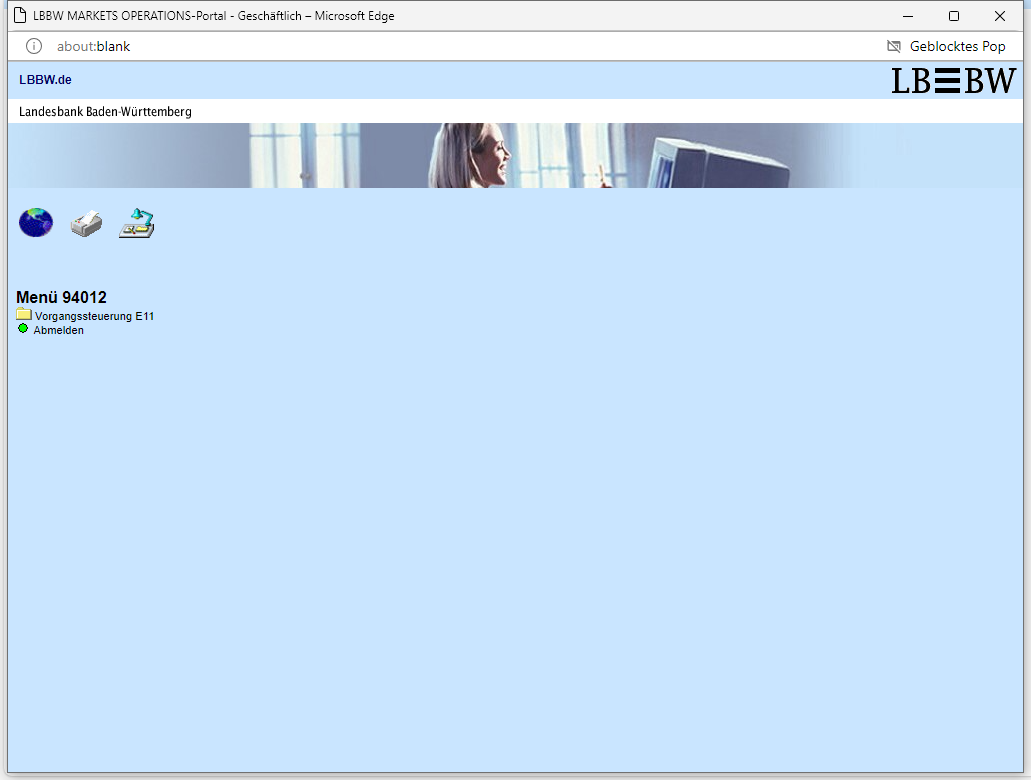 LBBW MARKETS OPERATIONS-Portal - Geschäftlich – Microsoft Edge
about:blank
Geblocktes Pop
LBBW.de
LBBW
Landesbank Baden-Württemberg
Menü 94012
Vorgangssteuerung E11
Abmelden